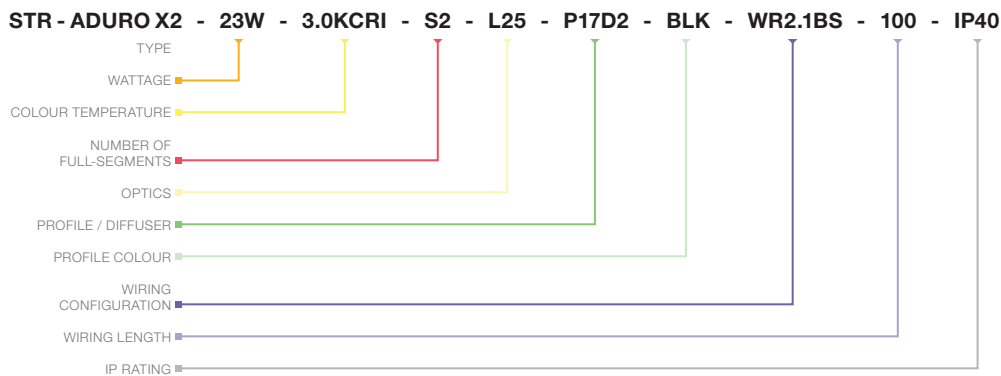 STR - ADURO X2 - 23W - 3.0KCRI - S2 - L25 - P17D2 - BLK - WR2.1BS - 100 - IP40
TYPE
WATTAGE
COLOUR TEMPERATURE
NUMBER OF
FULL-SEGMENTS
OPTICS
PROFILE / DIFFUSER
PROFILE COLOUR
WIRING
CONFIGURATION
WIRING LENGTH
IP RATING